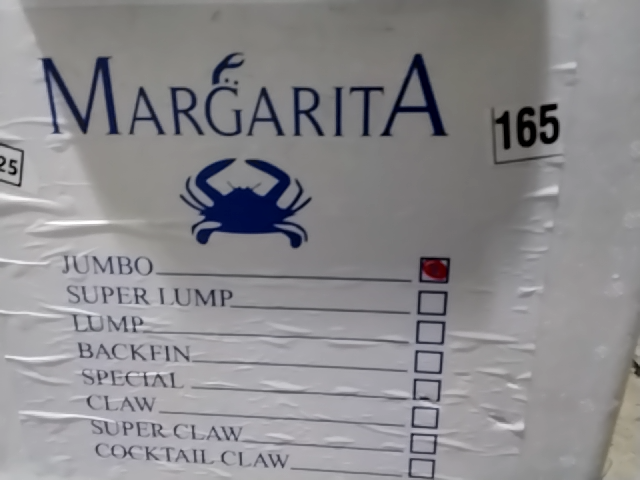 MARGARITA
165
25
JUMBO
SUPER LUMP
LUMP
BACKFIN
SPECIAL
CLAW
SUPER CLAW
COCKTAIL CLAW